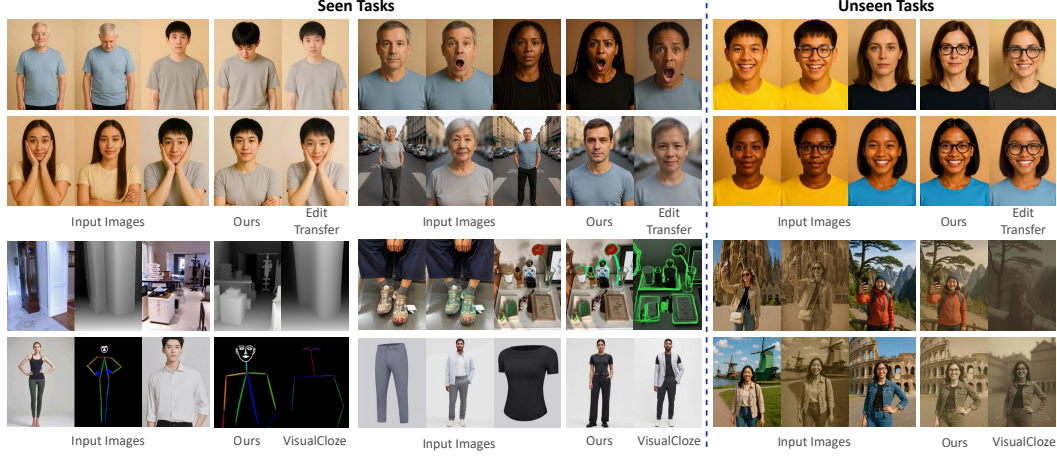 Seen Tasks
Unseen Tasks
Input Images
Ours
Edit
Transfer
Input Images
Ours
Edit
Transfer
Input Images
Ours
Edit
Transfer
Input Images
Ours
VisualCloze
Input Images
Ours
VisualCloze
Input Images
Ours
VisualCloze